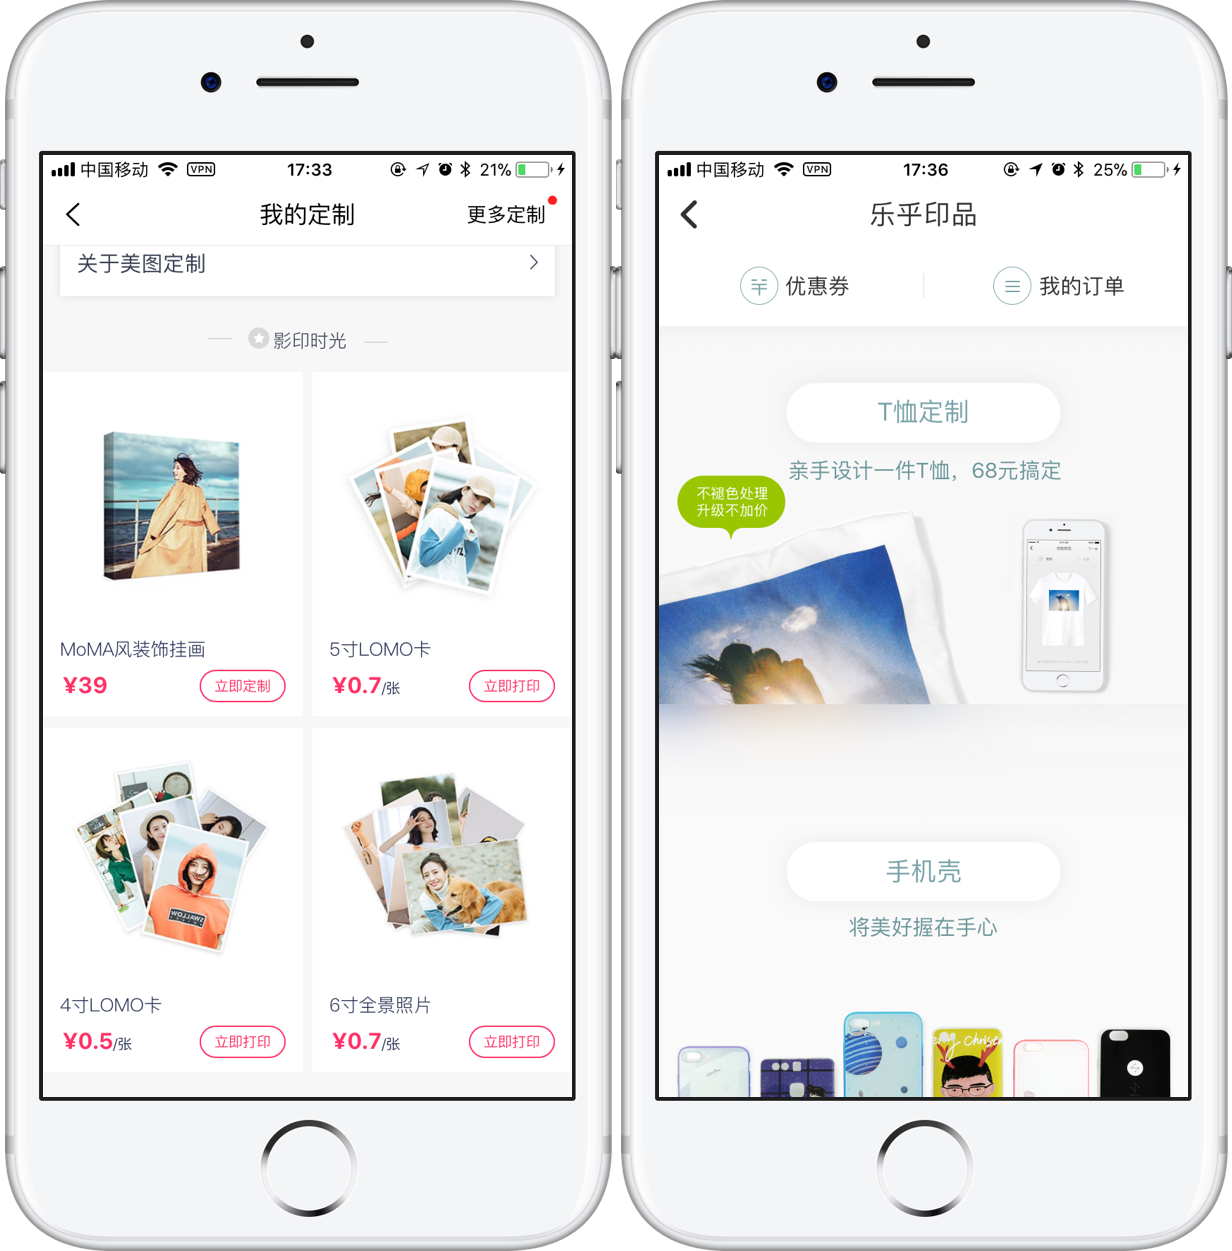 中国移动 VPN 17:33 21%
我的定制 更多定制
关于美图定制
影印时光
MoMA风装饰挂画
¥39 立即定制
5寸LOMO卡
¥0.7/张 立即打印
4寸LOMO卡
¥0.5/张 立即打印
6寸全景照片
¥0.7/张 立即打印
中国移动 VPN 17:36 25%
乐乎印品
优惠券 我的订单
T恤定制
亲手设计一件T恤，68元搞定
不褪色处理
升级不加价
手机壳
将美好握在手心